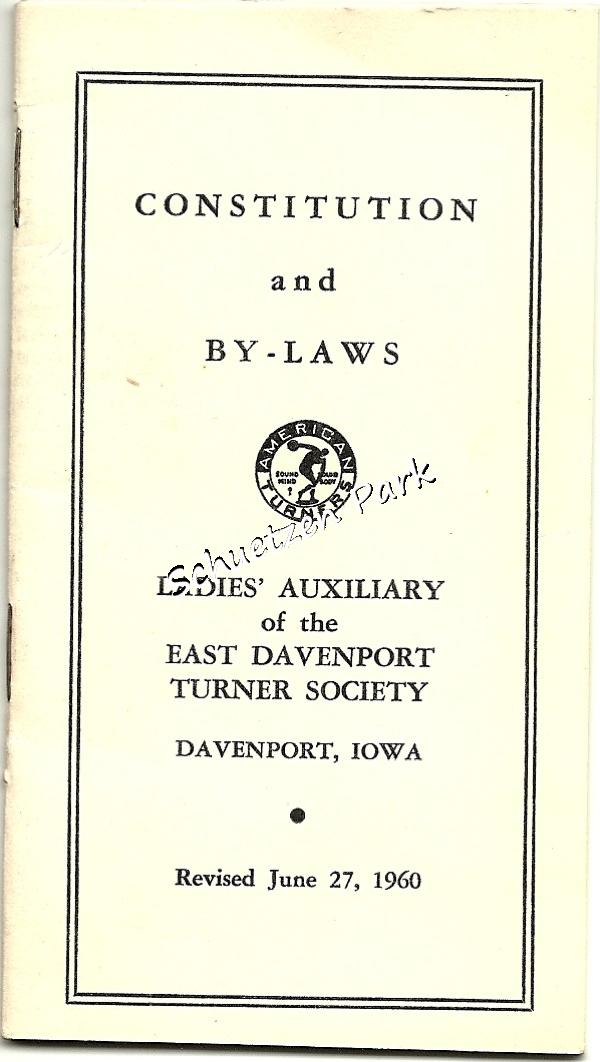 CONSTITUTION
and
BY-LAWS
AMERICAN
SOUND MIND
SOUND BODY
TURNERS
Schuetzen Park
LADIES' AUXILIARY
of the
EAST DAVENPORT
TURNER SOCIETY
DAVENPORT, IOWA
Revised June 27, 1960